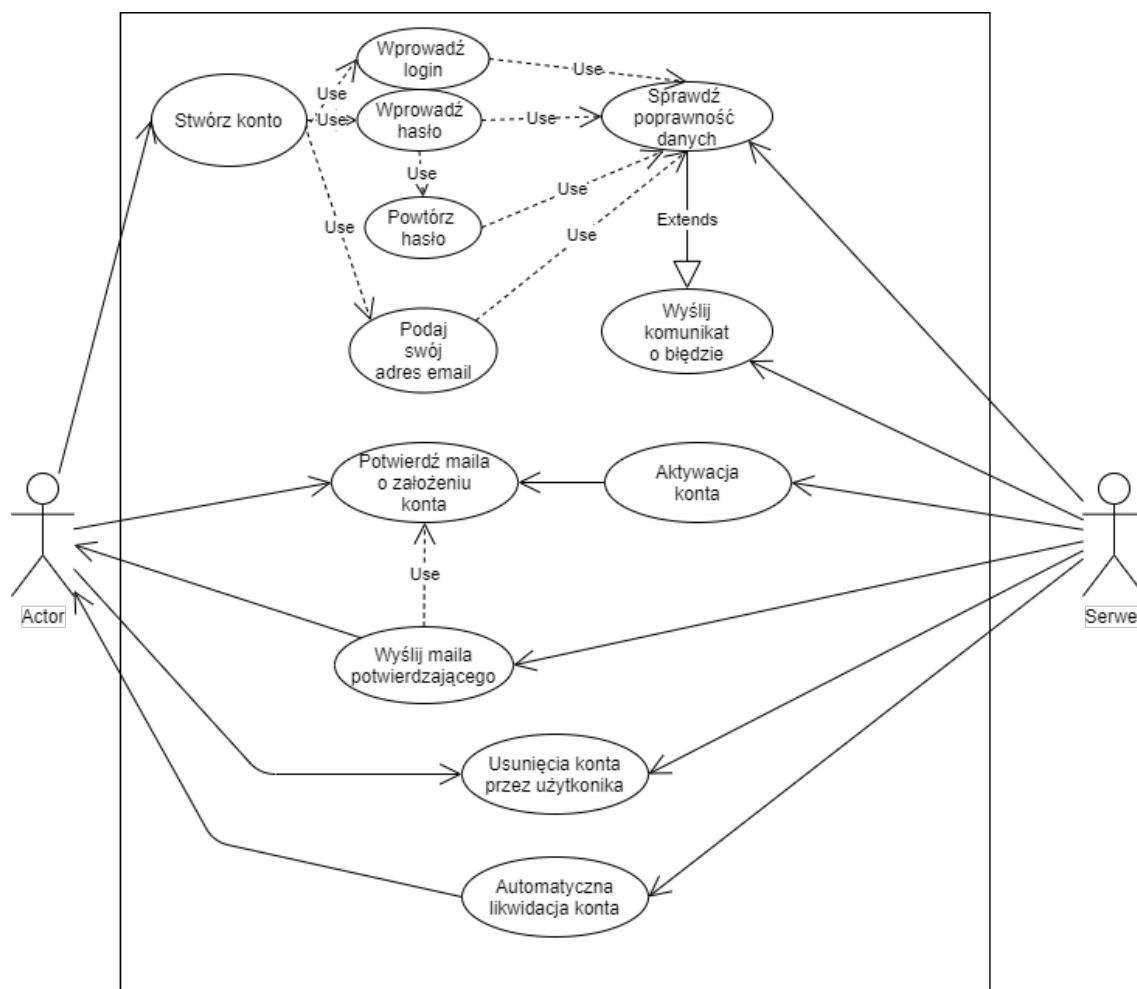 Wprowadź
login
Use
Use
Sprawdź
poprawność
danych
Stwórz konto
Use
Use
Wprowadź
hasło
Use
Use
Powtórz
hasło
Use
Use
Use
Extends
Podaj
swój
adres email
Wyślij
komunikat
o błędzie
Potwierdź maila
o założeniu
konta
Aktywacja
konta
Use
Actor
Serwe
Wyślij maila
potwierdzającego
Usunięcia konta
przez użytkonika
Automatyczna
likwidacja konta